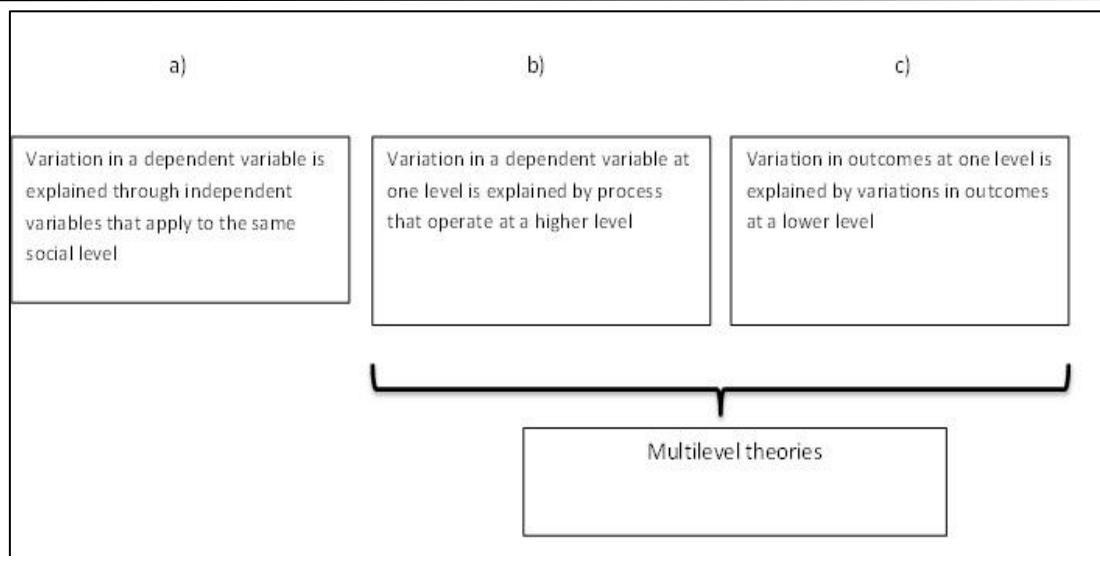 a)
b)
c)
Variation in a dependent variable is
explained through independent
variables that apply to the same
social level
Variation in a dependent variable at
one level is explained by process
that operate at a higher level
Variation in outcomes at one level is
explained by variations in outcomes
at a lower level
Multilevel theories